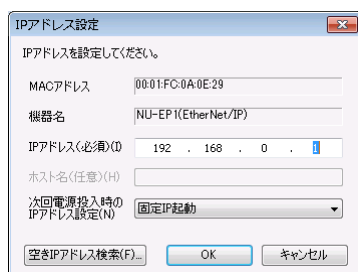 IPアドレス設定
IPアドレスを設定してください。
MACアドレス 00:01:FC:0A:0E:29
機器名 NU-EP1(EtherNet/IP)
IPアドレス(必須)(I) 192 . 168 . 0 . 1
ホスト名(任意)(H)
次回電源投入時の
IPアドレス設定(N) 固定IP起動
空きIPアドレス検索(F)... OK キャンセル